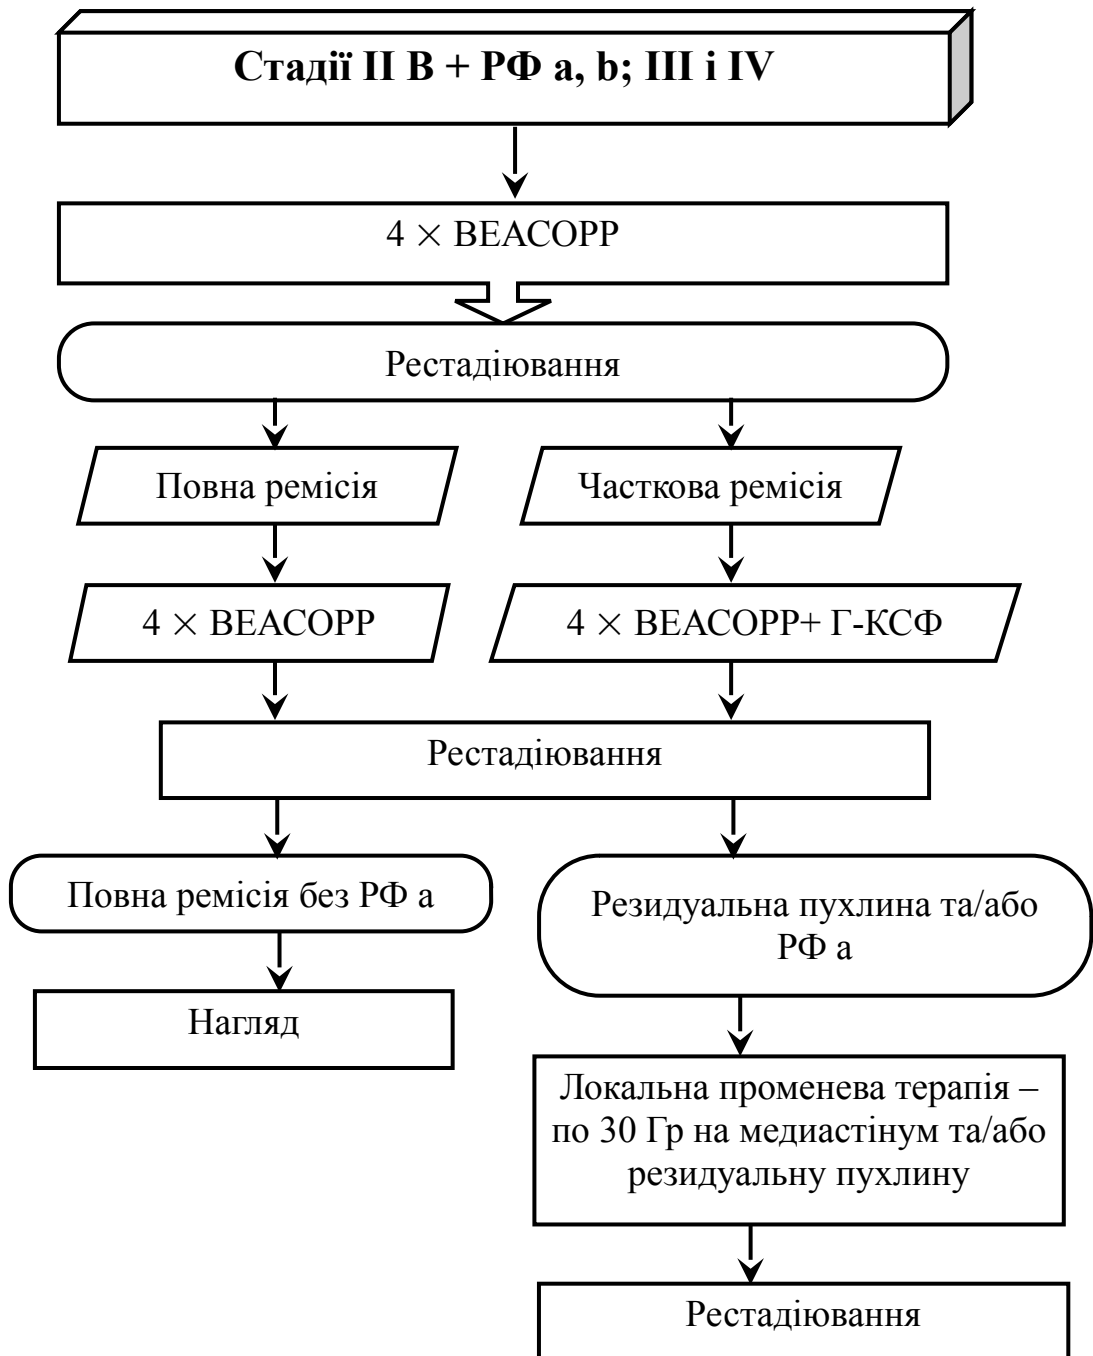 Стадії II B + РФ a, b; III і IV
4 × BEACOPP
Рестадіювання
Повна ремісія
Часткова ремісія
4 × BEACOPP
4 × BEACOPP+ Г-КСФ
Рестадіювання
Повна ремісія без РФ а
Резидуальна пухлина та/або
РФ а
Нагляд
Локальна променева терапія –
по 30 Гр на медиастінум та/або
резидуальну пухлину
Рестадіювання